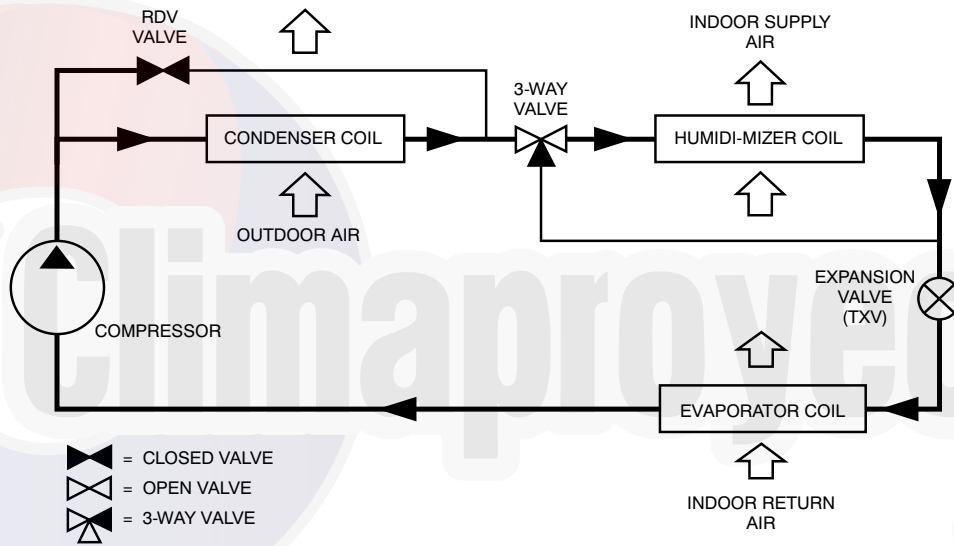 RDV
VALVE
INDOOR SUPPLY
AIR
3-WAY
VALVE
CONDENSER COIL
HUMIDI-MIZER COIL
OUTDOOR AIR
EXPANSION
VALVE
(TXV)
COMPRESSOR
Climaproyec
EVAPORATOR COIL
= CLOSED VALVE
= OPEN VALVE
= 3-WAY VALVE
INDOOR RETURN
AIR